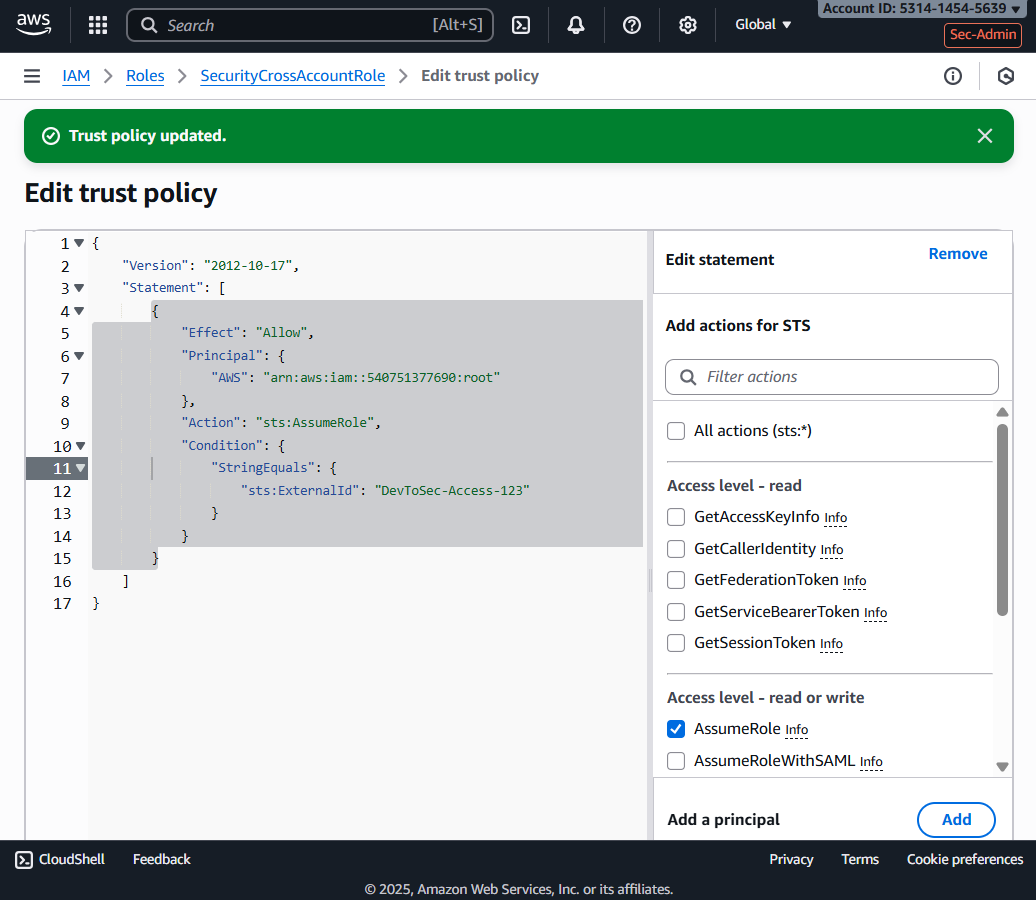 aws
Search [Alt+S]
Global
Account ID: 5314-1454-5639
Sec-Admin
IAM
Roles
SecurityCrossAccountRole
Edit trust policy
Trust policy updated.
Edit trust policy
1 {
2 "Version": "2012-10-17",
3 "Statement": [
4 {
5 "Effect": "Allow",
6 "Principal": {
7 "AWS": "arn:aws:iam::540751377690:root"
8 },
9 "Action": "sts:AssumeRole",
10 "Condition": {
11 "StringEquals": {
12 "sts:ExternalId": "DevToSec-Access-123"
13 }
14 }
15 }
16 ]
17 }
Edit statement
Remove
Add actions for STS
Filter actions
All actions (sts:*)
Access level - read
GetAccessKeyInfo Info
GetCallerIdentity Info
GetFederationToken Info
GetServiceBearerToken Info
GetSessionToken Info
Access level - read or write
AssumeRole Info
AssumeRoleWithSAML Info
Add a principal
Add
CloudShell
Feedback
Privacy
Terms
Cookie preferences
© 2025, Amazon Web Services, Inc. or its affiliates.